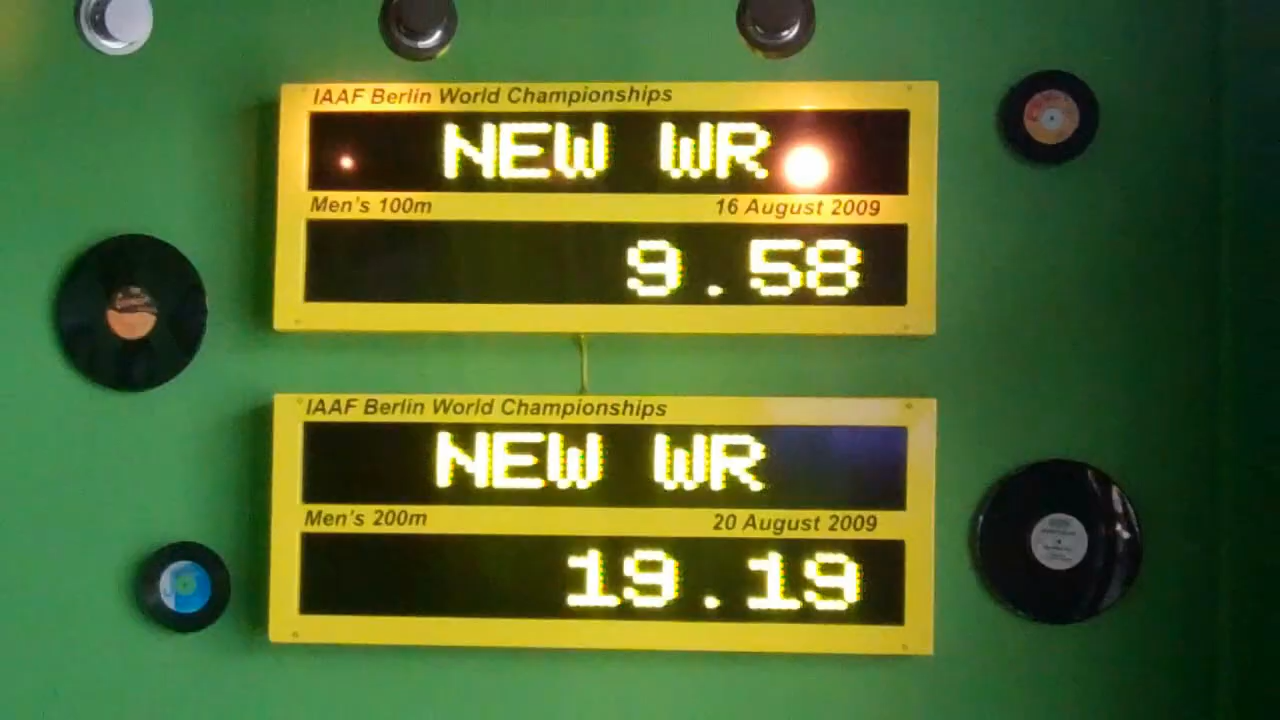 IAAF Berlin World Championships
NEW WR
Men's 100m 16 August 2009
9.58
IAAF Berlin World Championships
NEW WR
Men's 200m 20 August 2009
19.19